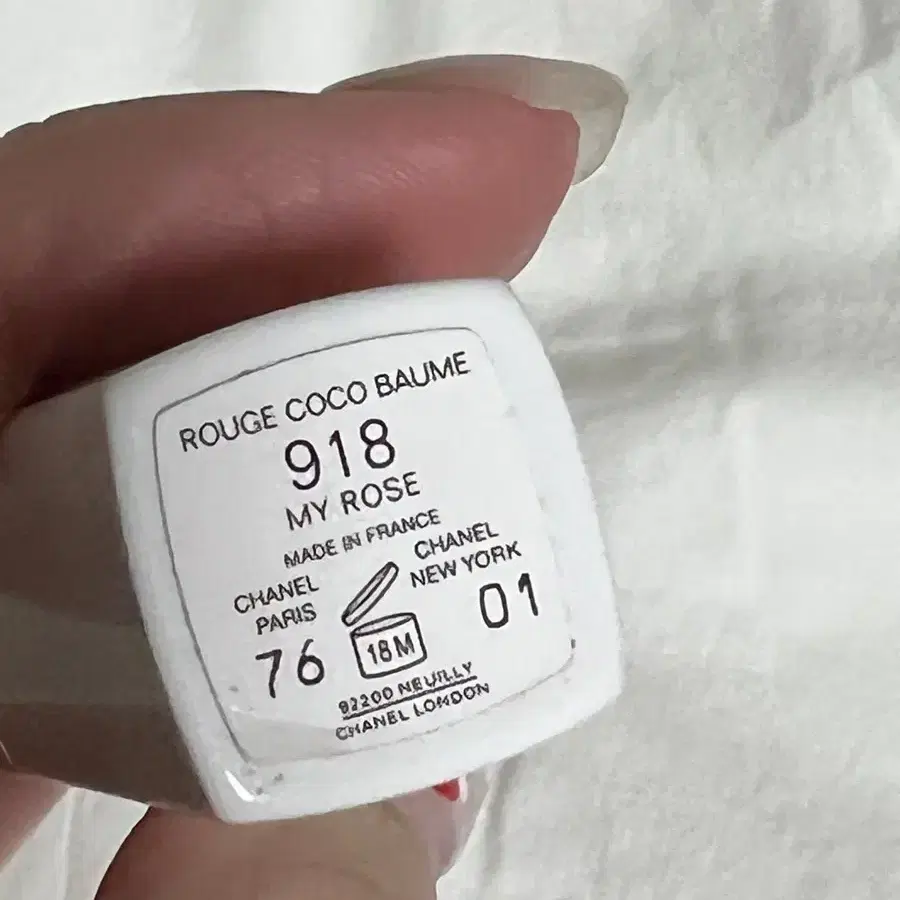 ROUGE COCO BAUME
918
MY ROSE
MADE IN FRANCE
CHANEL
PARIS
CHANEL
NEW YORK
76
18M
01
92200 NEUILLY
CHANEL LONDON